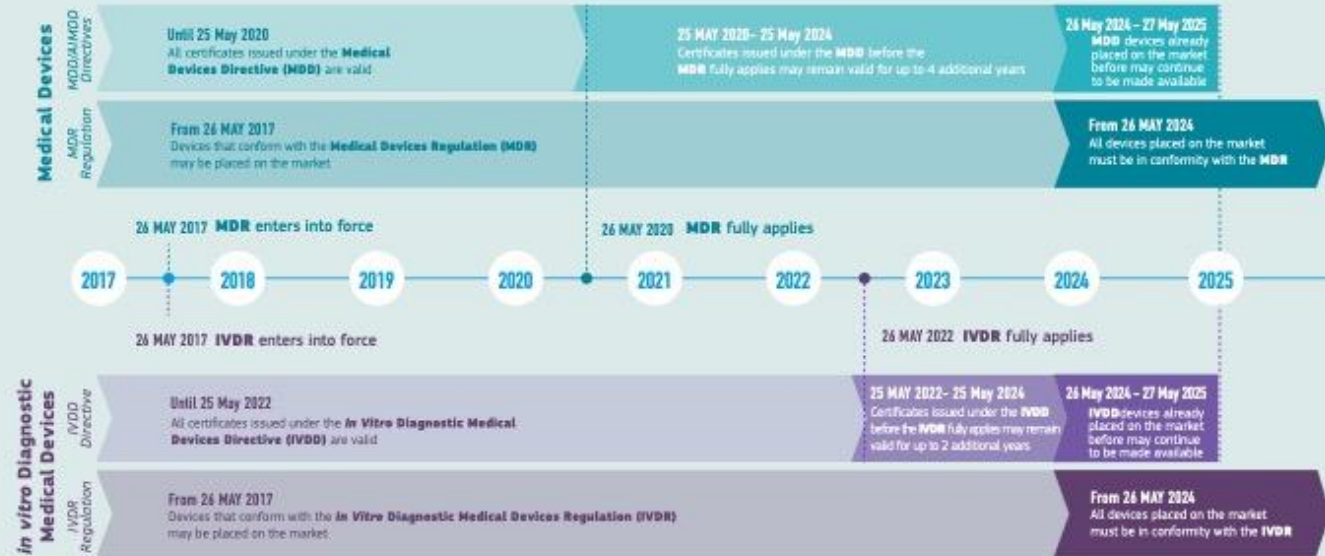 Medical Devices
MDD/AIMDD
Directives
Until 25 May 2020
All certificates issued under the Medical
Devices Directive (MDD) are valid
25 MAY 2020– 25 May 2024
Certificates issued under the MDD before the
MDR fully applies may remain valid for up to 4 additional years
26 May 2024 – 27 May 2025
MDD devices already
placed on the market
before may continue
to be made available
MDR
Regulation
From 26 MAY 2017
Devices that conform with the Medical Devices Regulation (MDR)
may be placed on the market
From 26 MAY 2024
All devices placed on the market
must be in conformity with the MDR
26 MAY 2017 MDR enters into force
26 MAY 2020 MDR fully applies
2017 2018 2019 2020 2021 2022 2023 2024 2025
26 MAY 2017 IVDR enters into force
26 MAY 2022 IVDR fully applies
in vitro Diagnostic
Medical Devices
IVDD
Directive
Until 25 May 2022
All certificates issued under the In Vitro Diagnostic Medical
Devices Directive (IVDD) are valid
25 MAY 2022– 25 May 2024
Certificates issued under the IVDD
before the IVDR fully applies may remain
valid for up to 2 additional years
26 May 2024 – 27 May 2025
IVDDdevices already
placed on the market
before may continue
to be made available
IVDR
Regulation
From 26 MAY 2017
Devices that conform with the In Vitro Diagnostic Medical Devices Regulation (IVDR)
may be placed on the market
From 26 MAY 2024
All devices placed on the market
must be in conformity with the IVDR